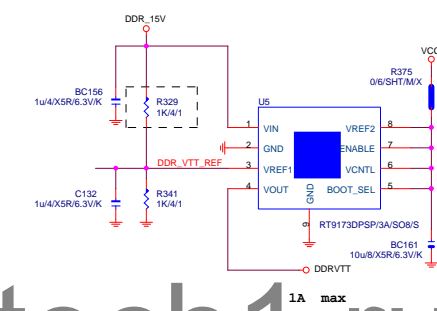 DDR_15V
VCC
R375
0/6/SHT/M/X
BC156
1u/4/X5R/6.3V/K
R329
1K/4/1
U5
1 VIN VREF2 8
2 GND ENABLE 7
DDR_VTT_REF 3 VREF1 VCNTL 6
4 VOUT BOOT_SEL 5
GND
9
C132
1u/4/X5R/6.3V/K
R341
1K/4/1
RT9173DPSP/3A/SO8/S
BC161
10u/8/X5R/6.3V/K
DDRVTT
1A max